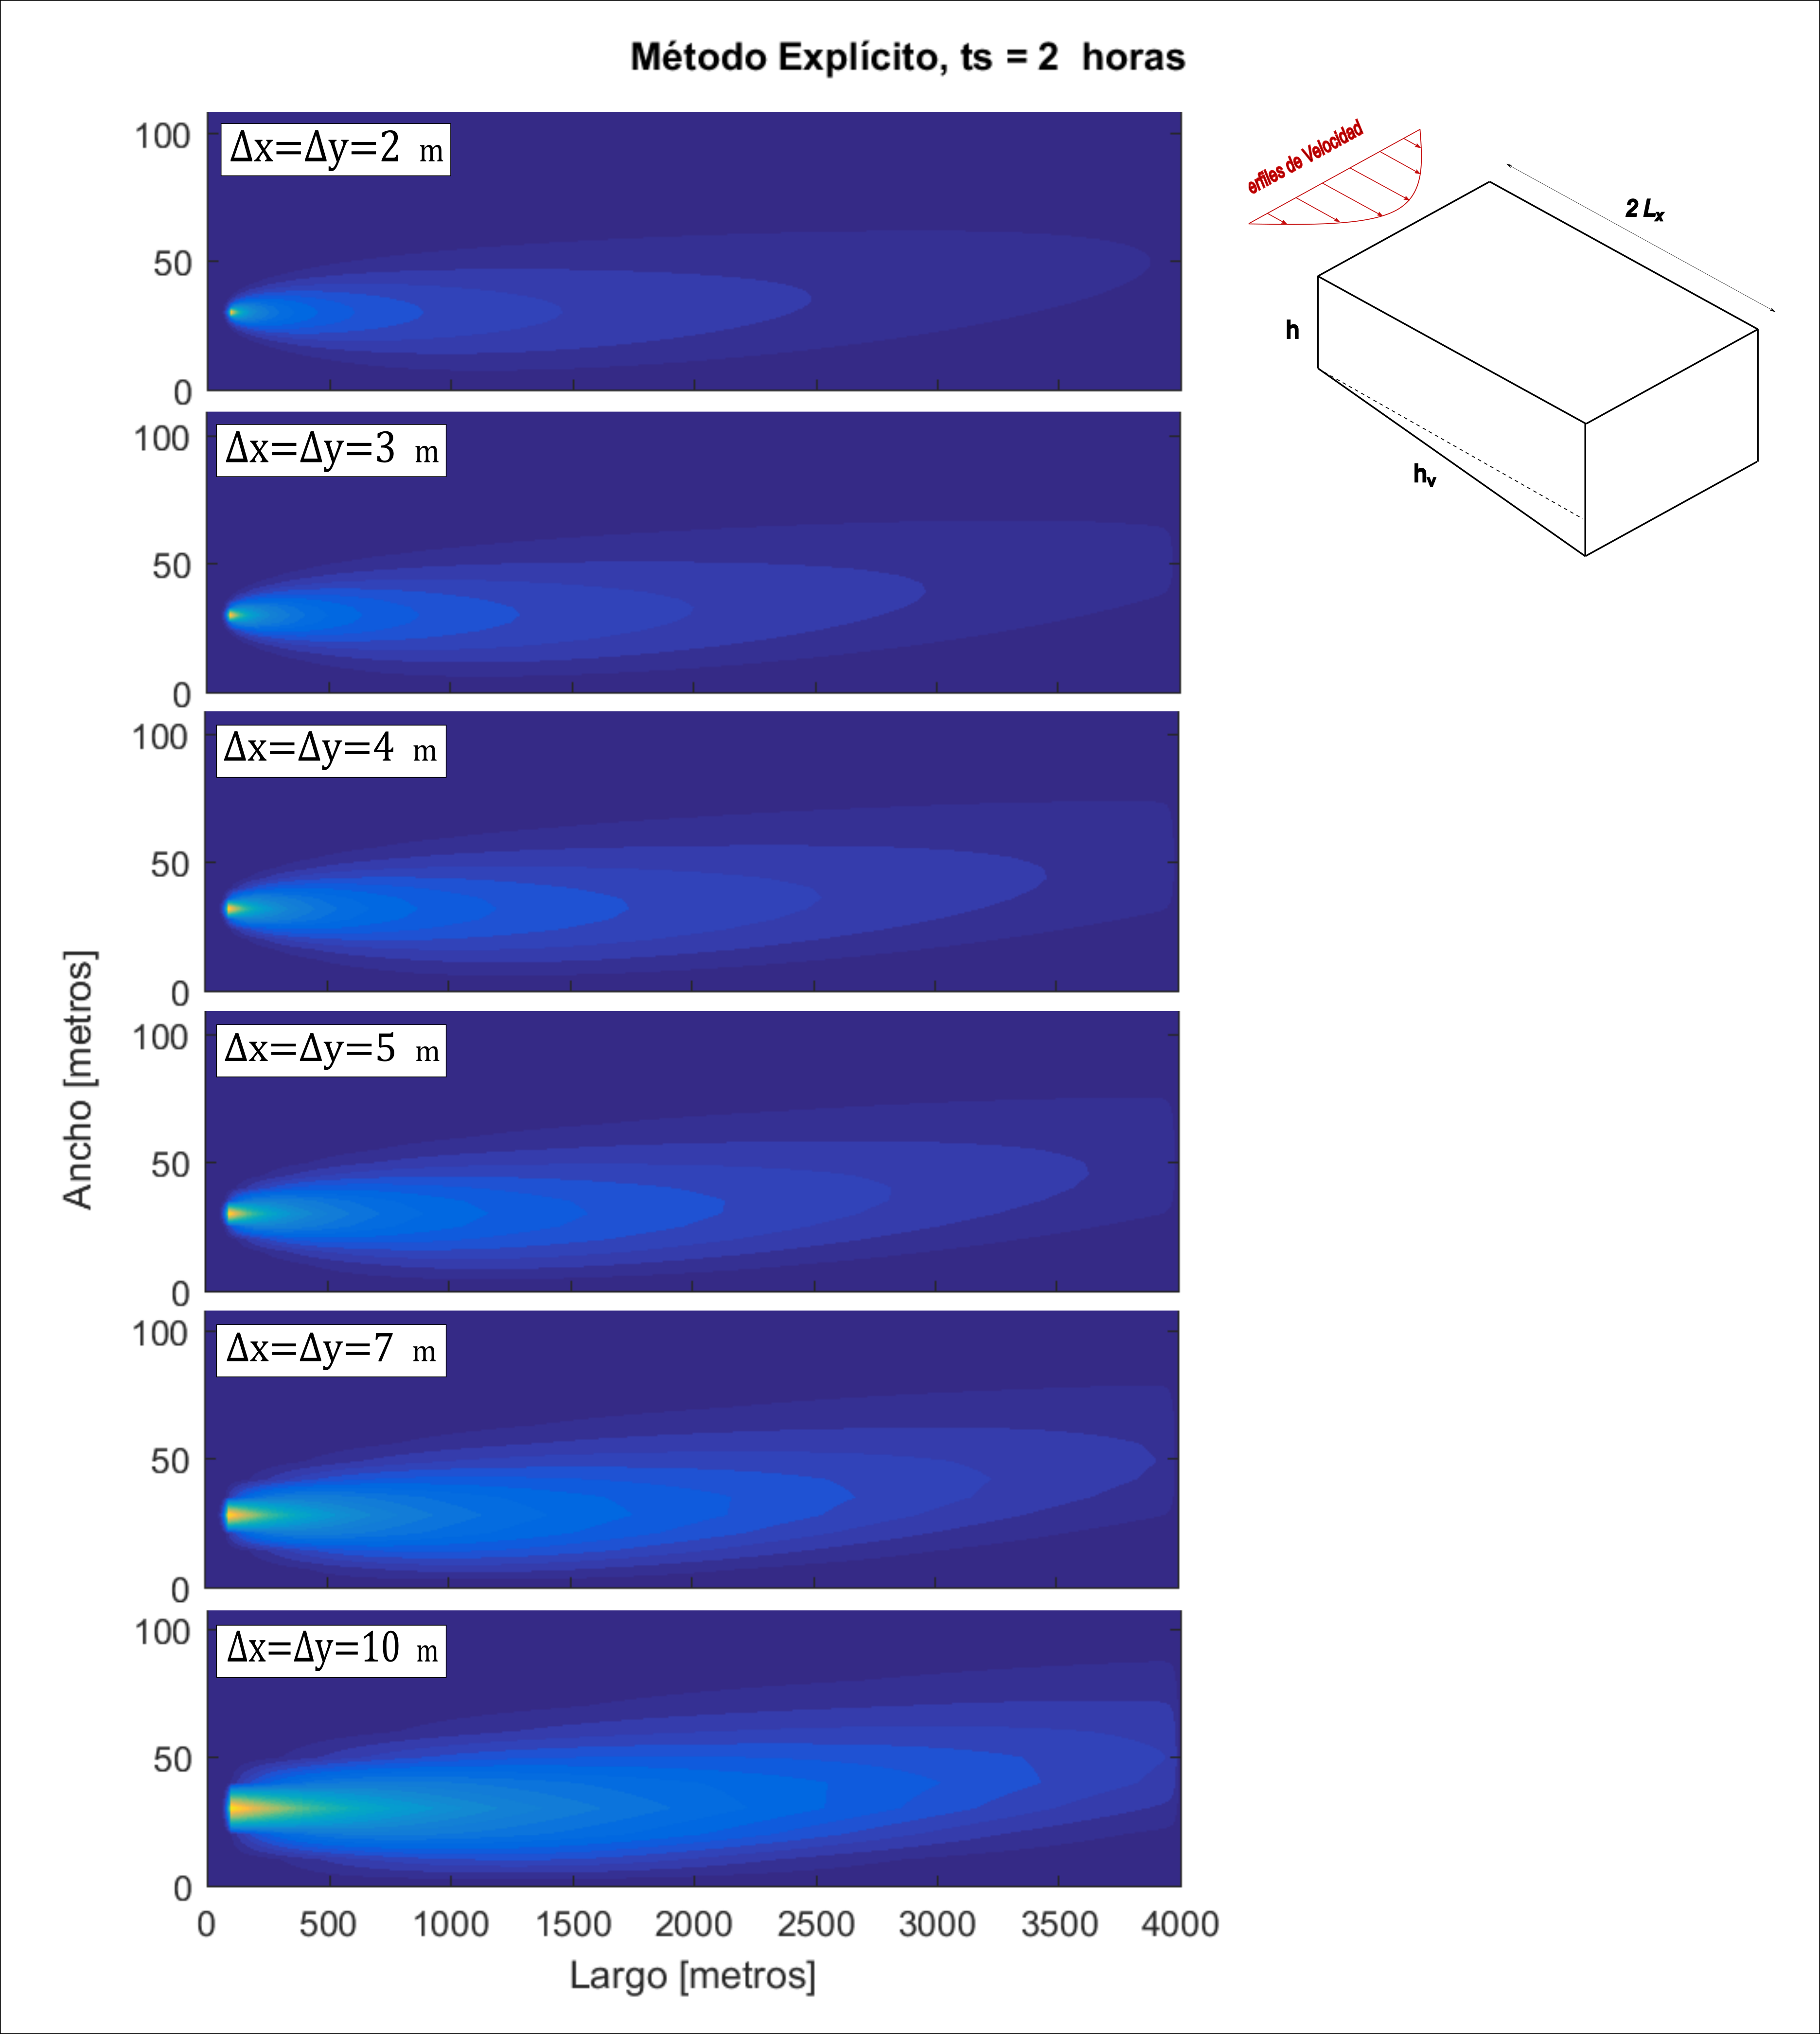 Método Explícito, ts = 2 horas
100
Δx=Δy=2 m
50
0
100
Δx=Δy=3 m
50
0
100
Δx=Δy=4 m
50
0
100
Δx=Δy=5 m
50
0
100
Δx=Δy=7 m
50
0
100
Δx=Δy=10 m
50
0
0 500 1000 1500 2000 2500 3000 3500 4000
Largo [metros]
Ancho [metros]
erfiles de Velocidad
2 Lx
h
hv